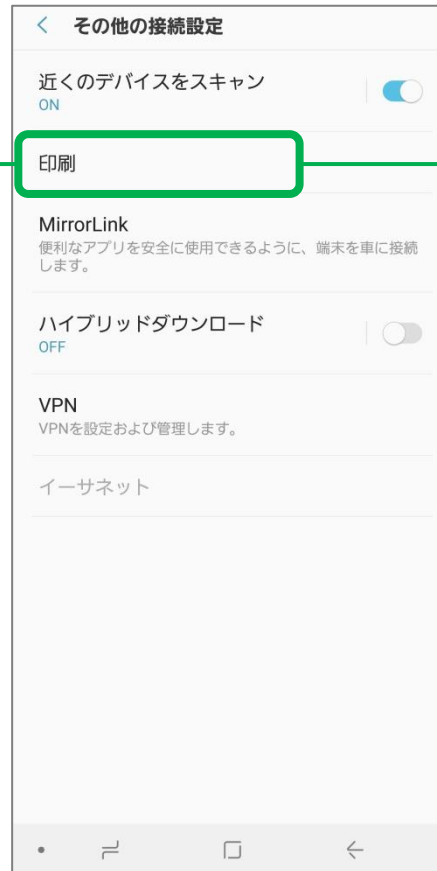 その他の接続設定
近くのデバイスをスキャン
ON
印刷
MirrorLink
便利なアプリを安全に使用できるように、端末を車に接続
します。
ハイブリッドダウンロード
OFF
VPN
VPNを設定および管理します。
イーサネット